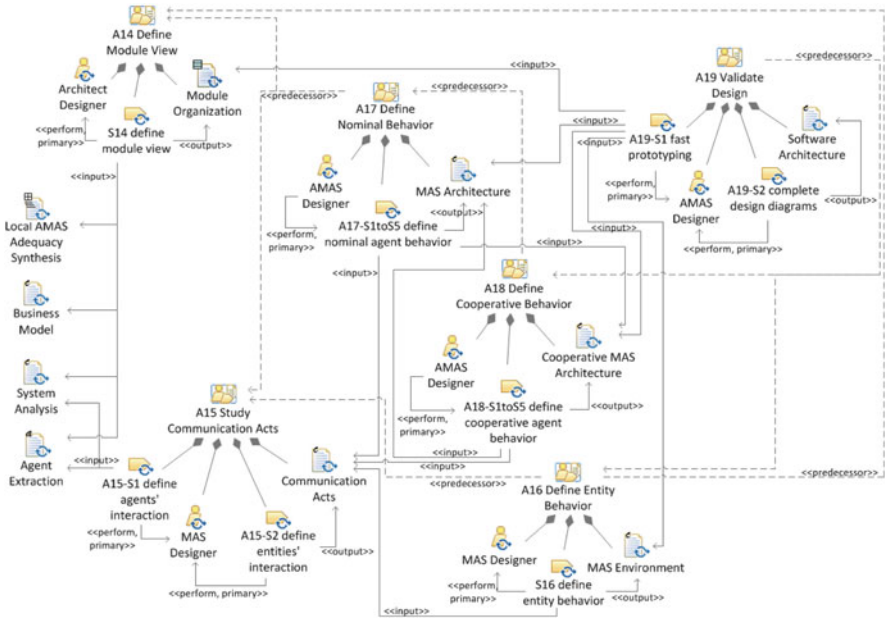 A14 Define
Module View
Architect
Designer
Module
Organization
<<perform,
primary>>
S14 define
module view
<<output>>
<<input>>
Local AMAS
Adequacy
Synthesis
Business
Model
System
Analysis
Agent
Extraction
<<input>>
<<predecessor>>
<<predecessor>>
A17 Define
Nominal Behavior
AMAS
Designer
MAS Architecture
<<perform,
primary>>
<<output>>
A17-S1toS5 define
nominal agent behavior
<<input>>
<<input>>
<<input>>
<<input>>
A19 Validate
Design
<<predecessor>>
A19-S1 fast
prototyping
Software
Architecture
<<perform,
primary>>
AMAS
Designer
A19-S2 complete
design diagrams
<<output>>
<<perform, primary>>
A18 Define
Cooperative Behavior
AMAS
Designer
Cooperative MAS
Architecture
<<perform,
primary>>
A18-S1toS5 define
cooperative agent
behavior
<<output>>
<<input>>
<<input>>
<<predecessor>>
<<predecessor>>
A15 Study
Communication Acts
A15-S1 define
agents'
interaction
Communication
Acts
<<perform,
primary>>
MAS
Designer
A15-S2 define
entities'
interaction
<<output>>
<<perform, primary>>
A16 Define Entity
Behavior
MAS Designer
MAS Environment
<<perform,
primary>>
S16 define
entity behavior
<<output>>
<<input>>